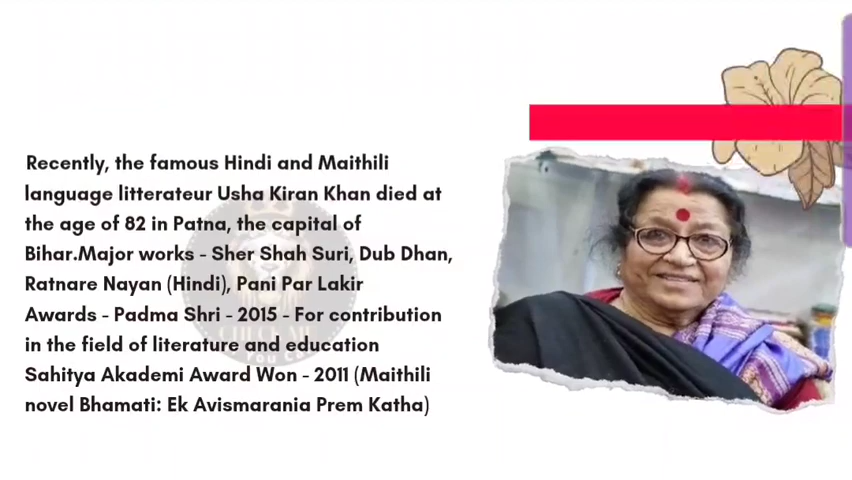 Recently, the famous Hindi and Maithili
language litterateur Usha Kiran Khan died at
the age of 82 in Patna, the capital of
Bihar.Major works - Sher Shah Suri, Dub Dhan,
Ratnare Nayan (Hindi), Pani Par Lakir
Awards - Padma Shri - 2015 - For contribution
in the field of literature and education
Sahitya Akademi Award Won - 2011 (Maithili
novel Bhamati: Ek Avismarania Prem Katha)